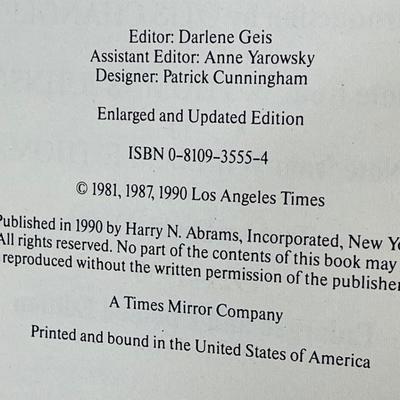 Editor: Darlene Geis
Assistant Editor: Anne Yarowsky
Designer: Patrick Cunningham
Enlarged and Updated Edition
ISBN 0-8109-3555-4
© 1981, 1987, 1990 Los Angeles Times
Published in 1990 by Harry N. Abrams, Incorporated, New Yo
All rights reserved. No part of the contents of this book may
reproduced without the written permission of the publisher
A Times Mirror Company
Printed and bound in the United States of America